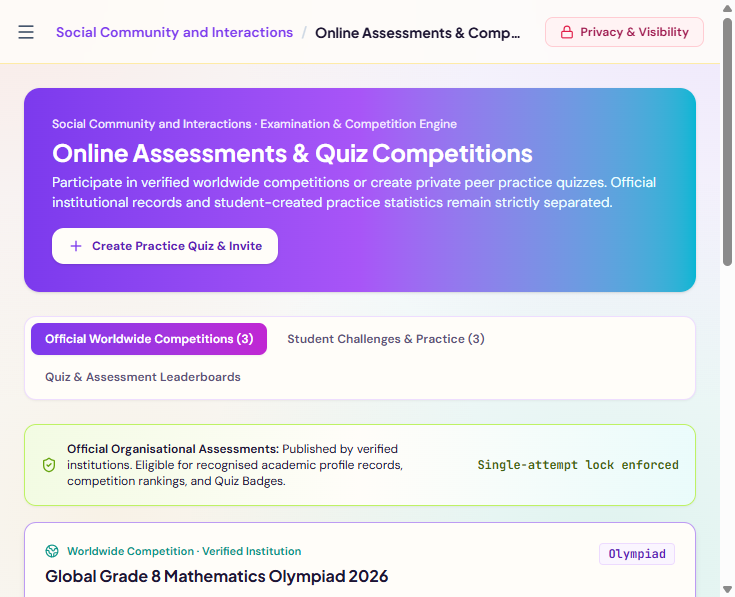 Social Community and Interactions / Online Assessments & Comp...
Privacy & Visibility
Social Community and Interactions · Examination & Competition Engine
Online Assessments & Quiz Competitions
Participate in verified worldwide competitions or create private peer practice quizzes. Official
institutional records and student-created practice statistics remain strictly separated.
+ Create Practice Quiz & Invite
Official Worldwide Competitions (3)
Student Challenges & Practice (3)
Quiz & Assessment Leaderboards
Official Organisational Assessments: Published by verified
institutions. Eligible for recognised academic profile records,
competition rankings, and Quiz Badges.
Single-attempt lock enforced
Worldwide Competition · Verified Institution
Olympiad
Global Grade 8 Mathematics Olympiad 2026